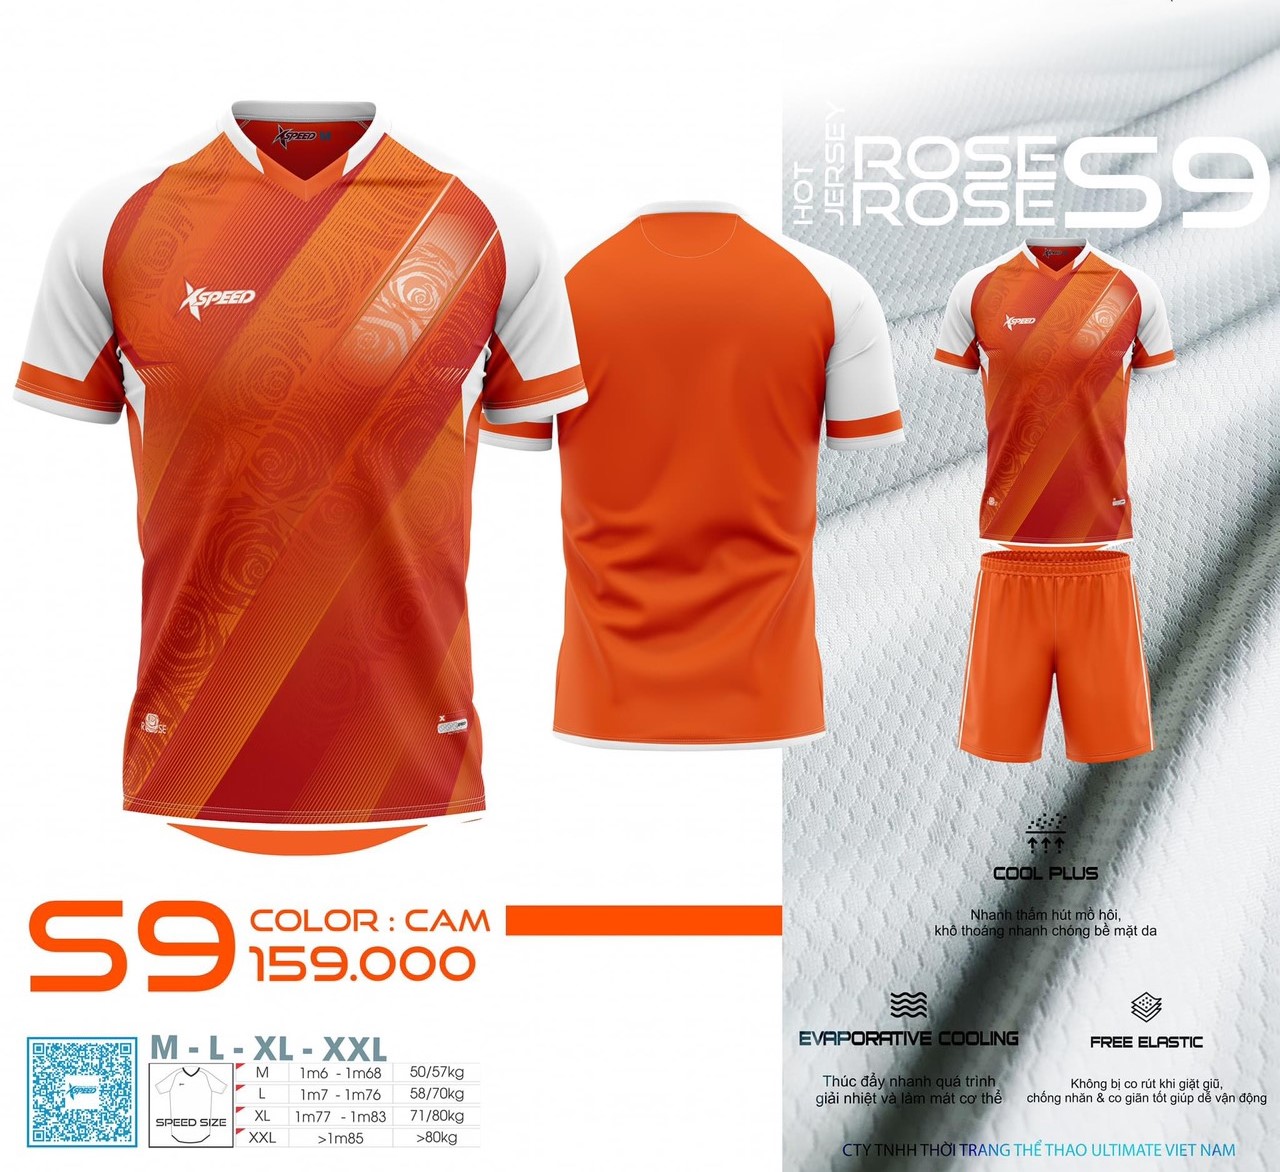 XSPEED
XSPEED
ROSE
HOT
JERSEY
ROSE
ROSE
S9
XSPEED
S9
COLOR : CAM
159.000
XSPEED
M - L - XL - XXL
SPEED SIZE
M 1m6 - 1m68 50/57kg
L 1m7 - 1m76 58/70kg
XL 1m77 - 1m83 71/80kg
XXL >1m85 >80kg
COOL PLUS
Nhanh thấm hút mồ hôi,
khô thoáng nhanh chóng bề mặt da
EVAPORATIVE COOLING
Thúc đẩy nhanh quá trình
giải nhiệt và làm mát cơ thể
FREE ELASTIC
Không bị co rút khi giặt giũ,
chống nhăn & co giãn tốt giúp dễ vận động
CTY TNHH THỜI TRANG THỂ THAO ULTIMATE VIET NAM